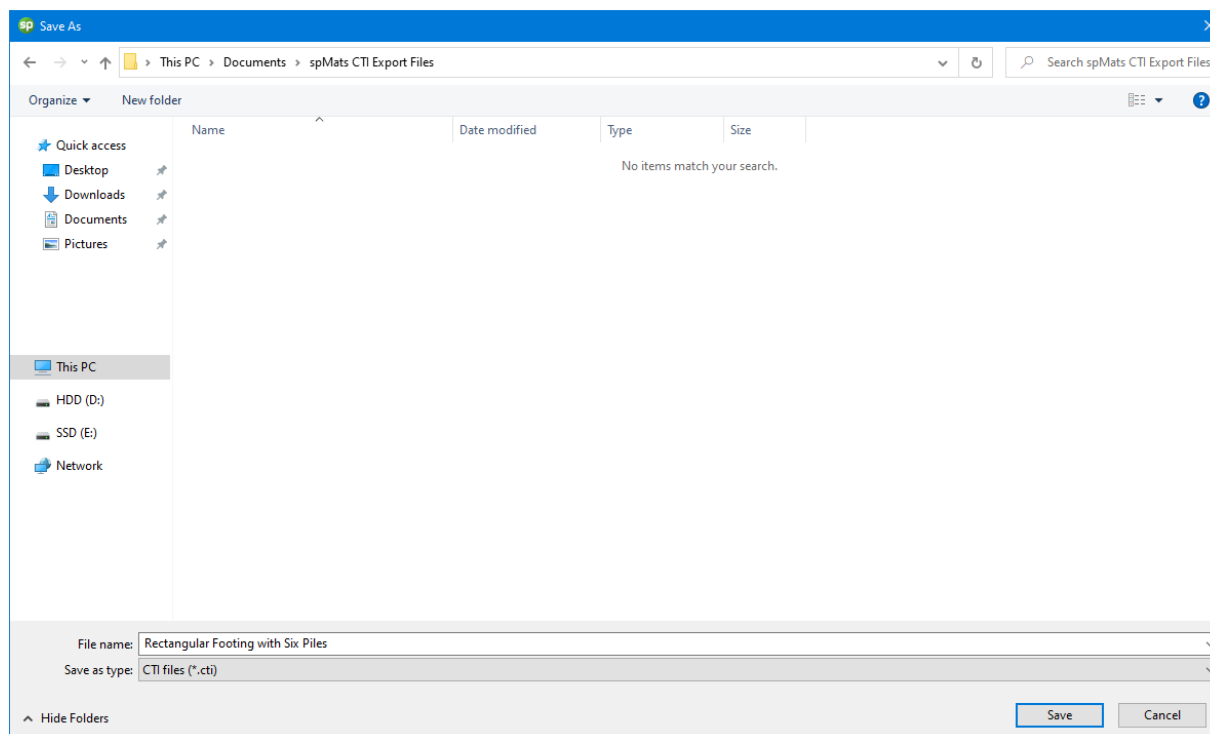 sp Save As
This PC > Documents > spMats CTI Export Files
Search spMats CTI Export Files
Organize New folder
?
Name Date modified Type Size
No items match your search.
Quick access
Desktop
Downloads
Documents
Pictures
This PC
HDD (D:)
SSD (E:)
Network
File name: Rectangular Footing with Six Piles
Save as type: CTI files (*.cti)
Hide Folders
Save Cancel